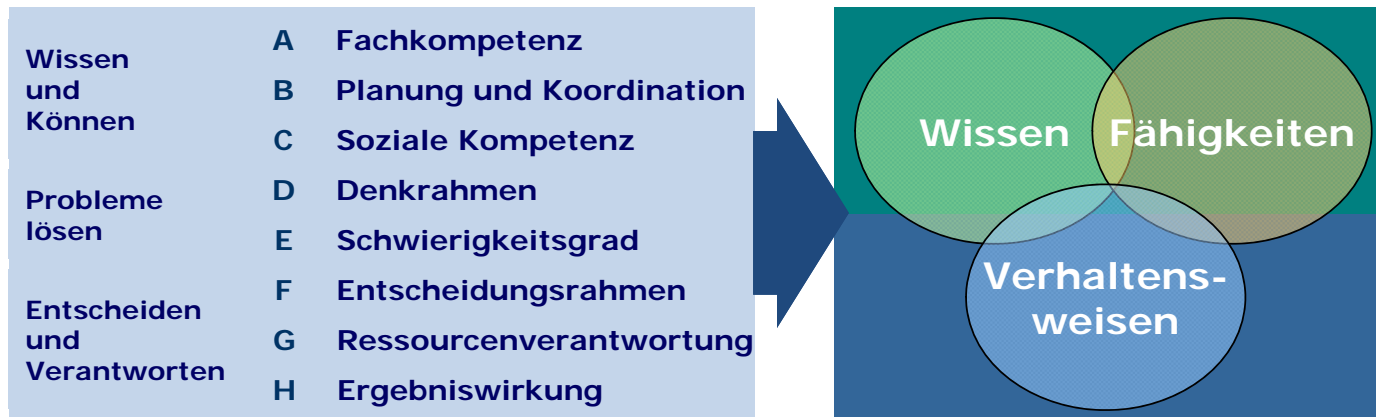 Wissen
und
Können
A Fachkompetenz
B Planung und Koordination
C Soziale Kompetenz
Probleme
lösen
D Denkrahmen
E Schwierigkeitsgrad
Entscheiden
und
Verantworten
F Entscheidungsrahmen
G Ressourcenverantwortung
H Ergebniswirkung
Wissen
Fähigkeiten
Verhaltens-
weisen